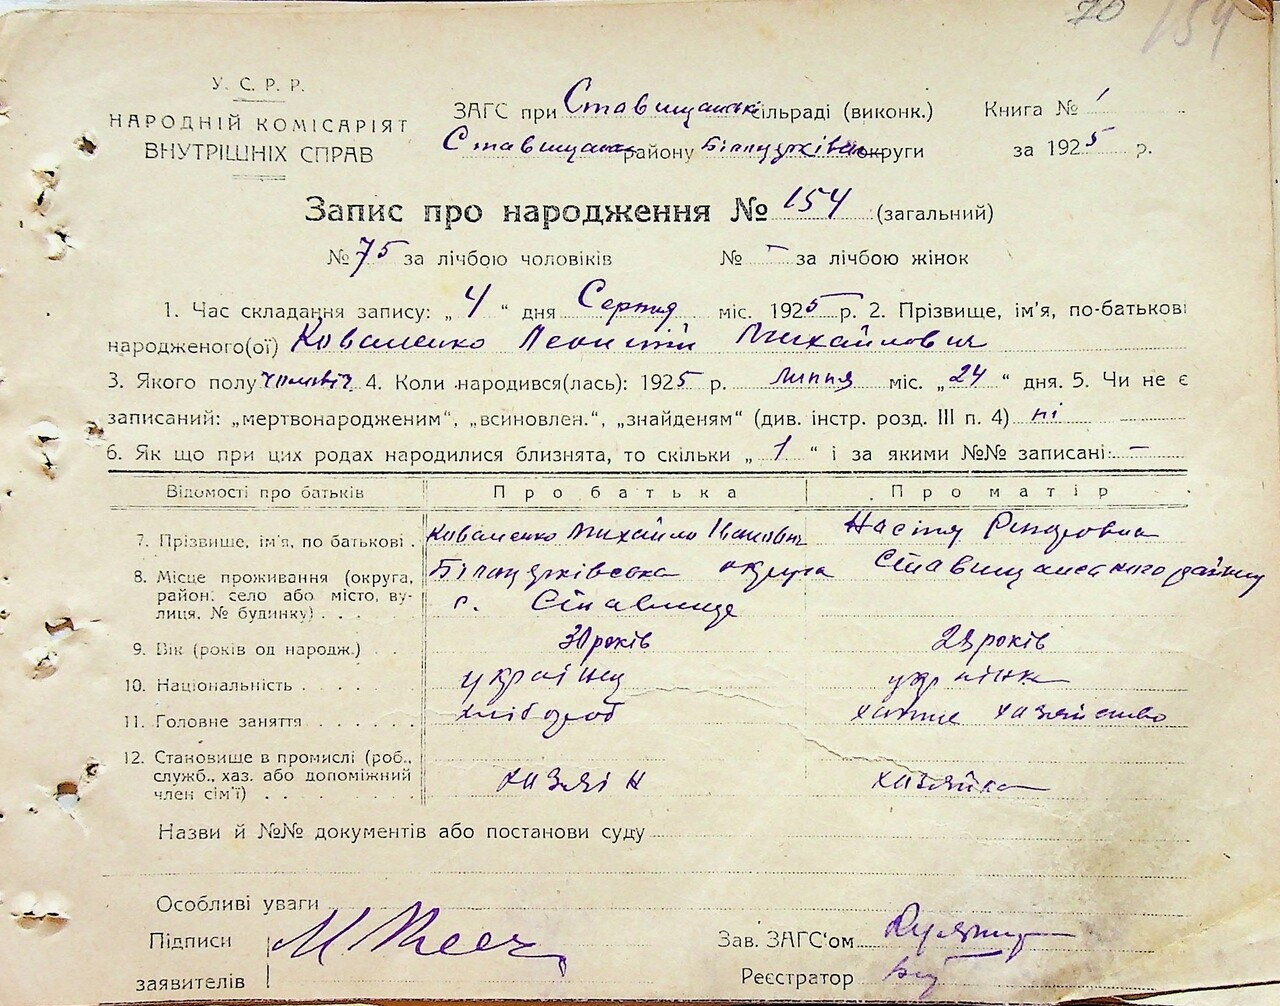 70 154
У. С. Р. Р.
НАРОДНІЙ КОМІСАРІЯТ
ВНУТРІШНІХ СПРАВ
ЗАГС при Ставищанській сільраді (виконк.) Книга № 1
Ставищансь району Білоцерківськ округи за 1925 р.
Запис про народження № 154 (загальний)
№ 75 за лічбою чоловіків № – за лічбою жінок
1. Час складання запису: „ 4 “ дня Серпня міс. 1925 р. 2. Прізвище, ім'я, по-батькові
народженого(ої) Коваленко Леонтій Михайлович
3. Якого полу чоловіч 4. Коли народився(лась): 1925 р. липня міс. „ 24 “ дня. 5. Чи не є
записаний: „мертвонародженим“, „всиновлен.“, „знайденям“ (див. інстр. розд. III п. 4) ні
6. Як що при цих родах народилися близнята, то скільки „ 1 “ і за якими №№ записані: –
Відомості про батьків Про батька Про матір
7. Прізвище, ім'я, по батькові . Коваленко Михайло Іванович Настя
8. Місце проживання (округа, район; село або місто, вулиця, № будинку) . . . . Білоцерківська округа Ставищанського району
с. Ставище
9. Вік (років од народж.) . . 30 років 28 років
10. Національність . . . . . . українець українка
11. Головне заняття . . . . . . хлібороб хатнє хазяйство
12. Становище в промислі (роб., служб., хаз. або допоміжний член сім'ї) . . . . . . . . хазяїн хазяйка
Назви й №№ документів або постанови суду
Особливі уваги
Підписи
заявителів
Зав. ЗАГС'ом
Реєстратор